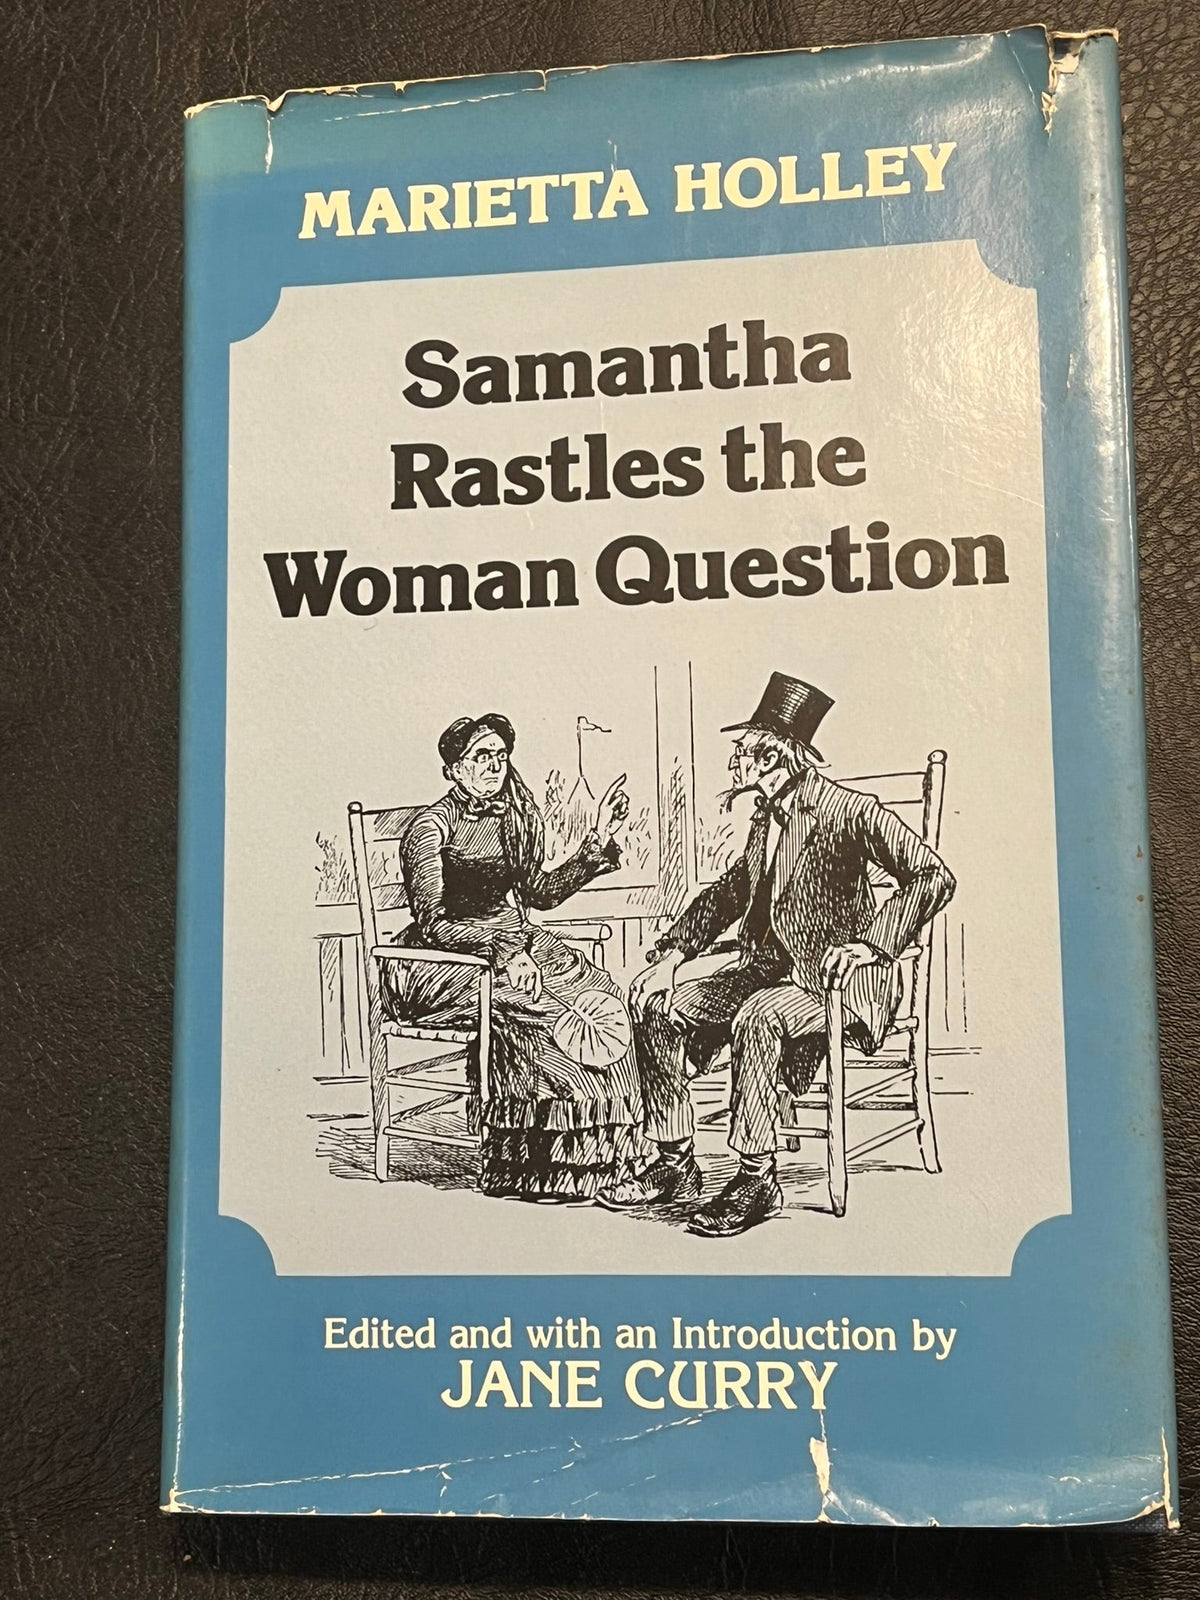 MARIETTA HOLLEY
Samantha
Rastles the
Woman Question
Edited and with an Introduction by
JANE CURRY